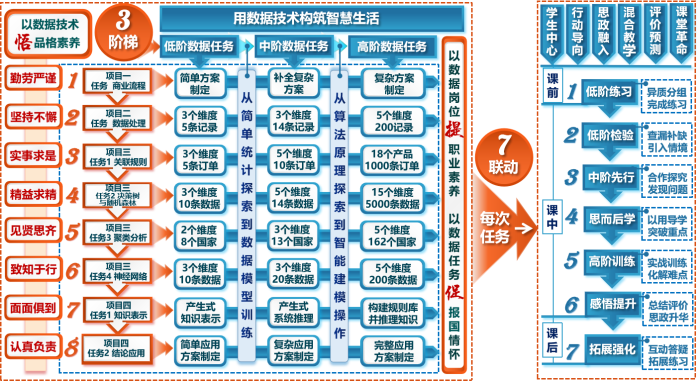 以数据技术
悟品格素养
3
阶梯
用数据技术构筑智慧生活
低阶数据任务
中阶数据任务
高阶数据任务
勤劳严谨
1
项目一
任务 商业流程
简单方案
制定
补全复杂
方案
复杂方案
制定
坚持不懈
2
项目二
任务 数据处理
3个维度
5条记录
3个维度
14条记录
5个维度
200记录
实事求是
3
项目三
任务1 关联规则
3个维度
5条订单
5个维度
10条订单
18个产品
1000条订单
精益求精
4
项目三
任务2 决策树
与随机森林
3个维度
10条数据
5个维度
14条数据
15个维度
5000条数据
见贤思齐
5
项目三
任务3 聚类分析
2个维度
8个国家
3个维度
13个国家
5个维度
162个国家
致知于行
6
项目三
任务4 神经网络
3个维度
10条数据
3个维度
20条数据
5个维度
200条数据
面面俱到
7
项目四
任务1 知识表示
产生式
知识表示
产生式
系统推理
构建规则库
并推理知识
认真负责
8
项目四
任务2 结论应用
简单应用
方案制定
复杂应用
方案制定
完整应用
方案制定
从简单统计探索到数据模型训练
从算法原理探索到智能建模操作
以数据岗位提职业素养
以数据任务促报国情怀
7
联动
每次
任务
学生中心
行动导向
思政融入
混合教学
评价预测
课堂革命
课前
1
低阶练习
异质分组
完成练习
2
低阶检验
查漏补缺
引入情境
课中
3
中阶先行
合作探究
发现问题
4
思而后学
以用导学
突破重点
5
高阶训练
实战训练
化解难点
6
感悟提升
总结评价
思政升华
课后
7
拓展强化
互动答疑
拓展练习